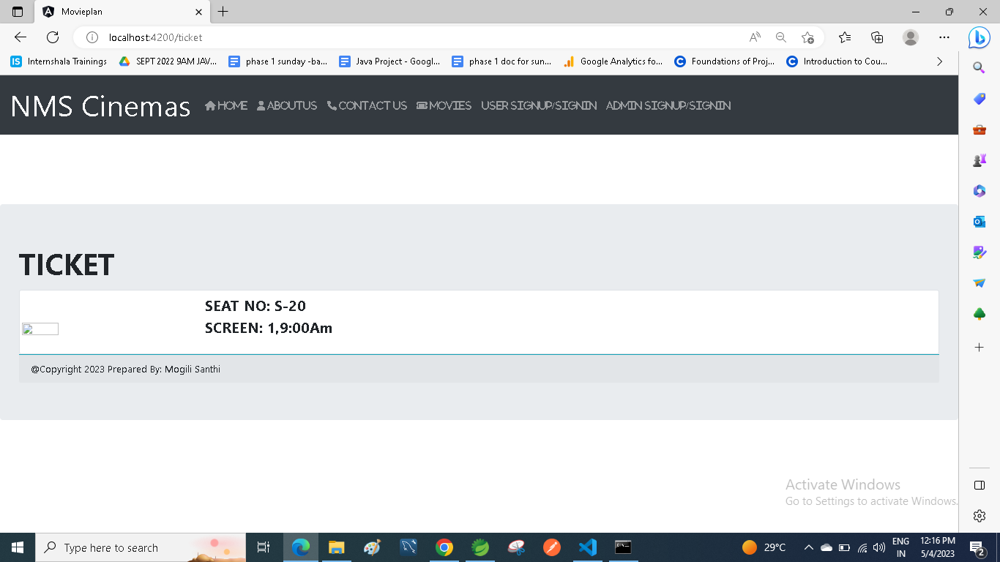 Movieplan
localhost:4200/ticket
IS Internshala Trainings
SEPT 2022 9AM JAV...
phase 1 sunday -ba...
Java Project - Googl...
phase 1 doc for sun...
Google Analytics fo...
C Foundations of Proj...
C Introduction to Cou...
NMS Cinemas
HOME
ABOUTUS
CONTACT US
MOVIES
USER SIGNUP/SIGNIN
ADMIN SIGNUP/SIGNIN
TICKET
SEAT NO: S-20
SCREEN: 1,9:00Am
@Copyright 2023 Prepared By: Mogili Santhi
Activate Windows
Go to Settings to activate Windows.
Type here to search
29°C
ENG
IN
12:16 PM
5/4/2023
2